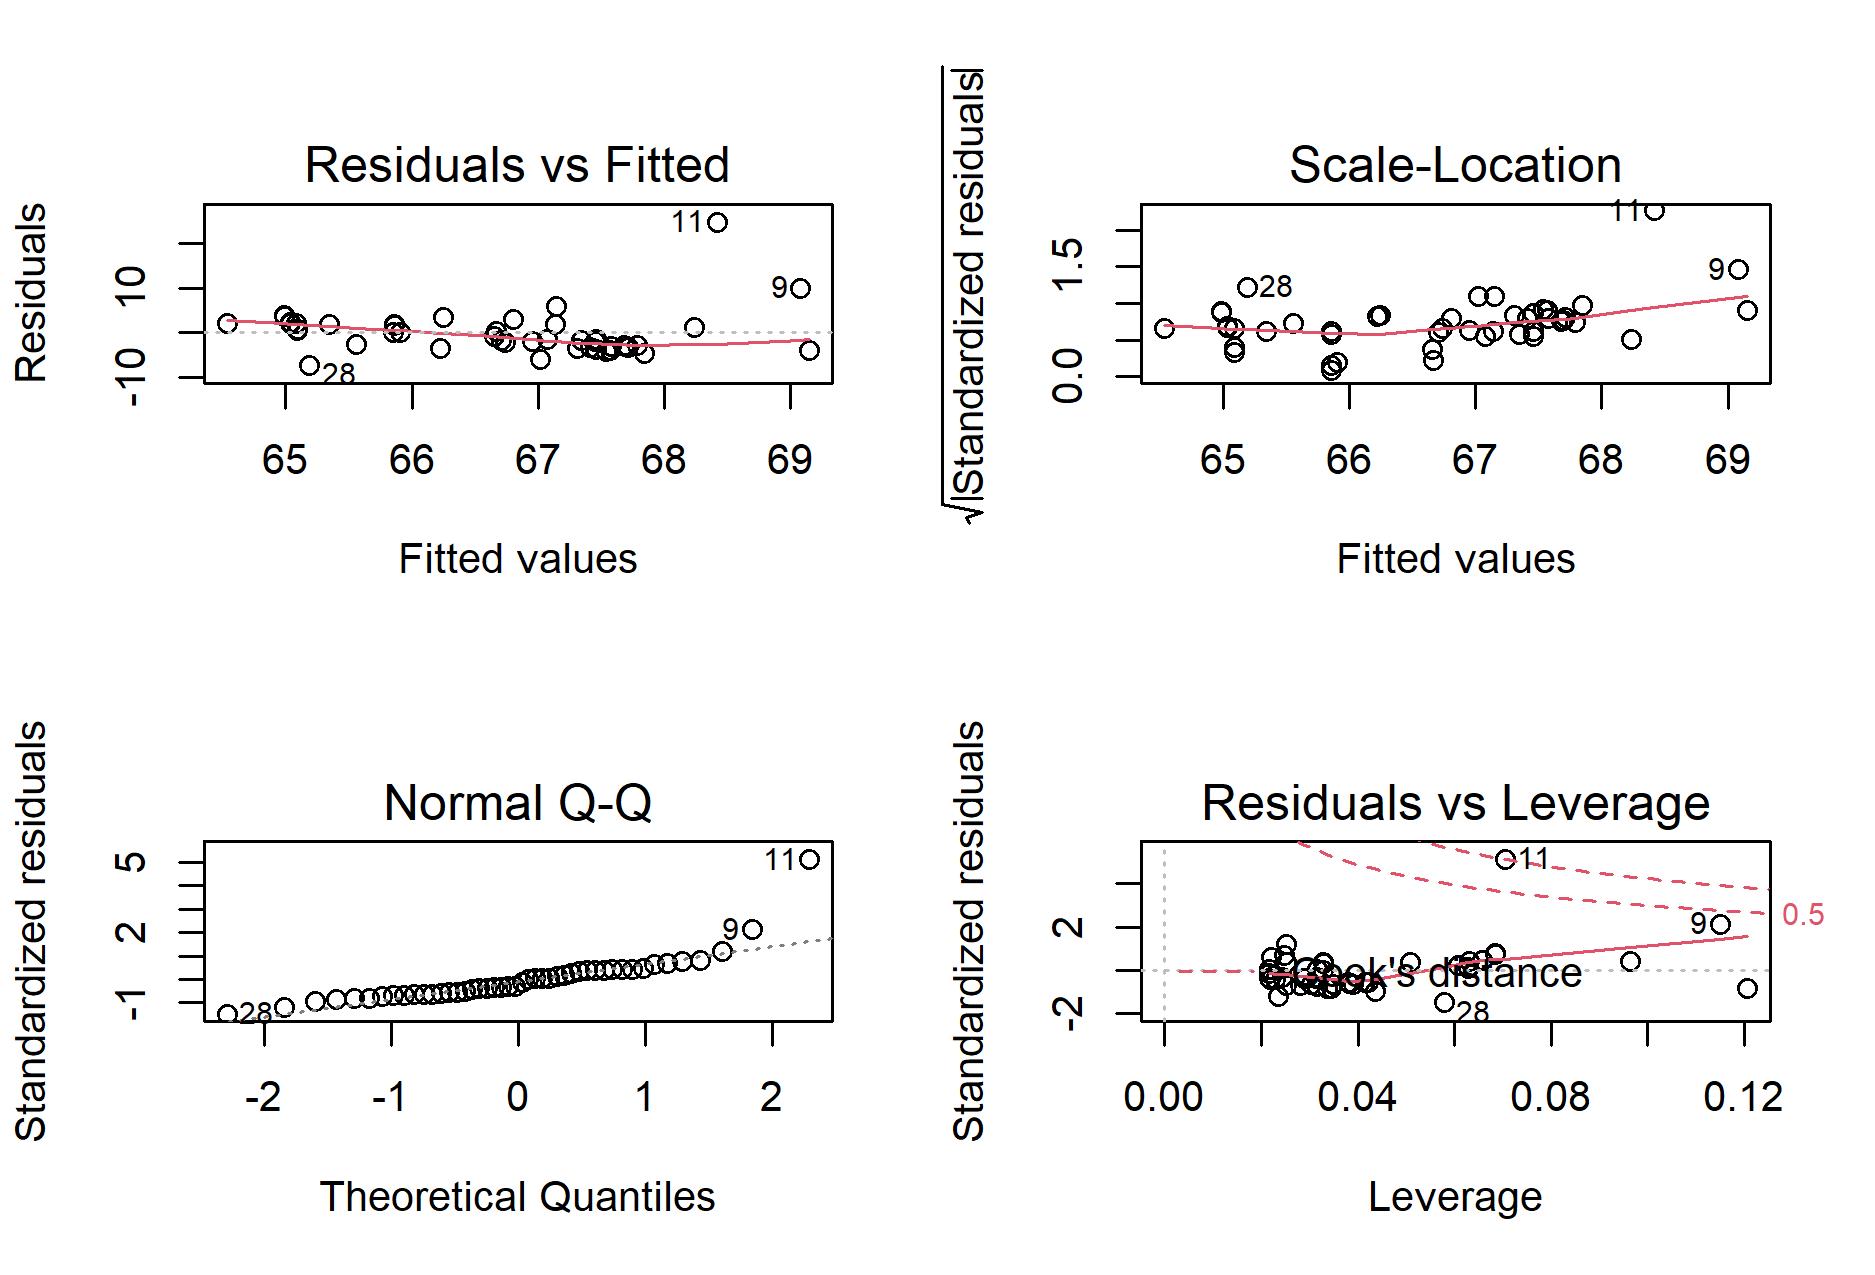 Residuals vs Fitted
Residuals
10
-10
11
9
28
65 66 67 68 69
Fitted values
Scale-Location
√|Standardized residuals|
1.5
0.0
11
9
28
65 66 67 68 69
Fitted values
Normal Q-Q
Standardized residuals
5
2
-1
11
9
28
-2 -1 0 1 2
Theoretical Quantiles
Residuals vs Leverage
Standardized residuals
2
-2
11
0.5
9
ok's distance
28
0.00 0.04 0.08 0.12
Leverage